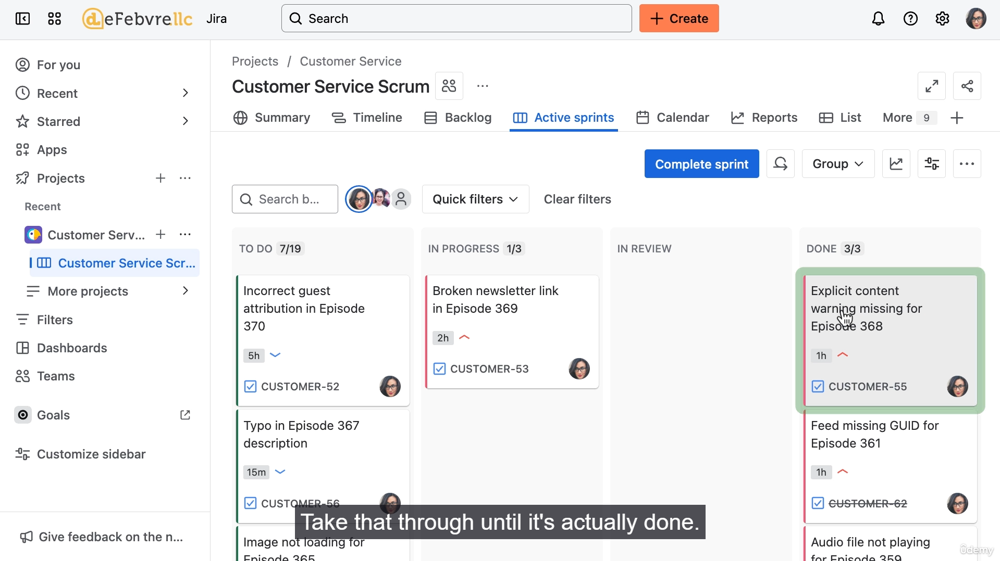 deFebvre.llc
Jira
Search
Create
For you
Recent
Starred
Apps
Projects
Recent
Customer Serv...
Customer Service Scr...
More projects
Filters
Dashboards
Teams
Goals
Customize sidebar
Give feedback on the n...
Projects / Customer Service
Customer Service Scrum
Summary
Timeline
Backlog
Active sprints
Calendar
Reports
List
More 9
Complete sprint
Group
Search b...
Quick filters
Clear filters
TO DO 7/19
Incorrect guest
attribution in Episode
370
5h
CUSTOMER-52
Typo in Episode 367
description
15m
CUSTOMER-56
Image not loading for
Episode 365
IN PROGRESS 1/3
Broken newsletter link
in Episode 369
2h
CUSTOMER-53
IN REVIEW
DONE 3/3
Explicit content
warning missing for
Episode 368
1h
CUSTOMER-55
Feed missing GUID for
Episode 361
1h
CUSTOMER-62
Audio file not playing
for Episode 359
Take that through until it's actually done.
ûdemy